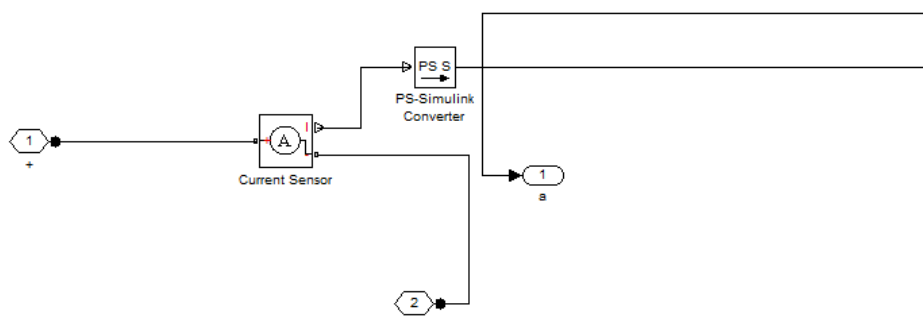 PS S
PS-Simulink
Converter
1
+
+
A
I
-
Current Sensor
1
a
2